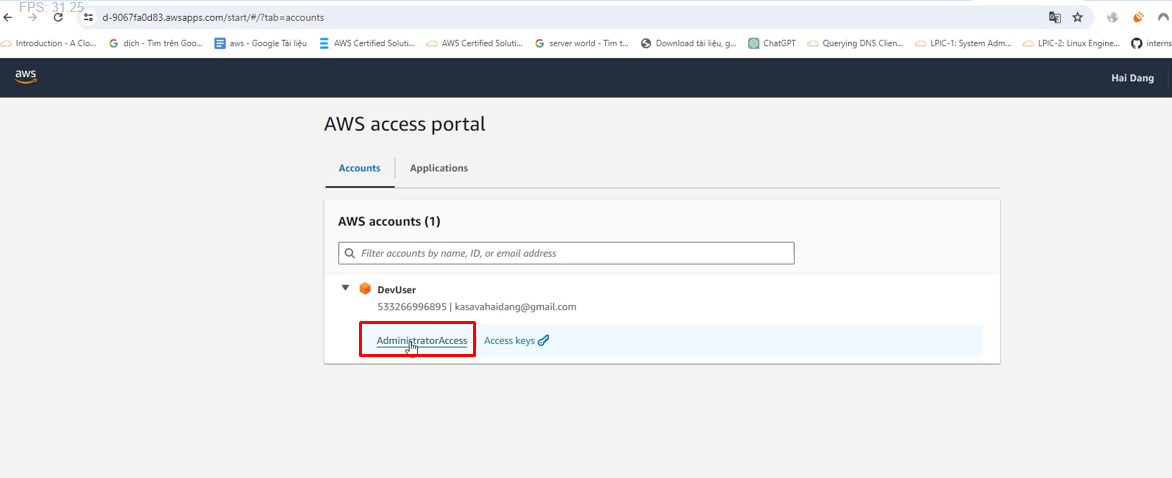 FPS: 31.25
d-9067fa0d83.awsapps.com/start/#/?tab=accounts
Introduction - A Clo... dịch - Tìm trên Goo... aws - Google Tài liệu AWS Certified Soluti... AWS Certified Soluti... server world - Tìm t... Download tài liệu, g... ChatGPT Querying DNS Clien... LPIC-1: System Adm... LPIC-2: Linux Engine... interns
aws Hai Dang
AWS access portal
Accounts Applications
AWS accounts (1)
Filter accounts by name, ID, or email address
DevUser
533266996895 | kasavahaidang@gmail.com
AdministratorAccess Access keys